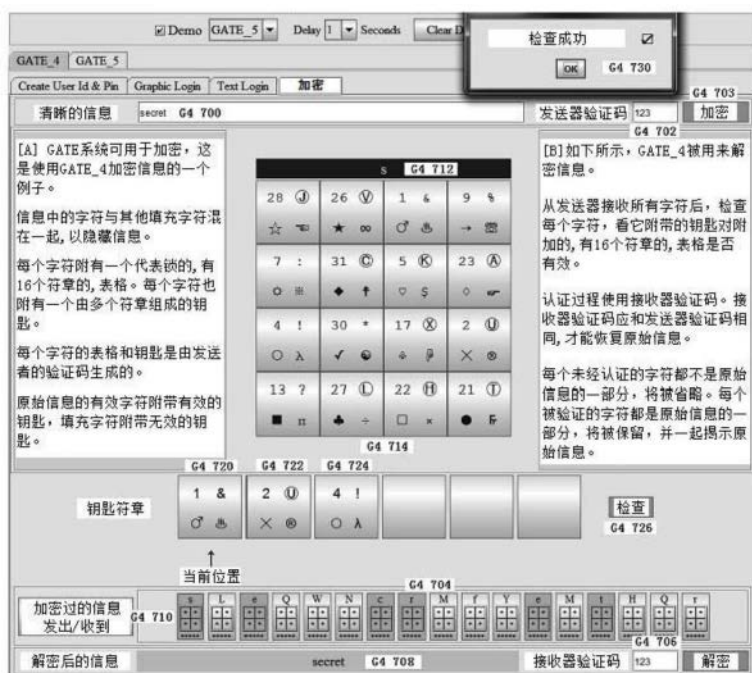 Demo GATE_5 Delay 1 Seconds Clear D
检查成功
OK G4 730
GATE_4 GATE_5
Create User Id & Pin Graphic Login Text Login 加密
G4 703
清晰的信息 secret G4 700 发送器验证码 123 加密
G4 702
[A] GATE系统可用于加密，这
是使用GATE_4加密信息的一个
例子。
信息中的字符与其他填充字符混
在一起,以隐藏信息。
每个字符附有一个代表锁的,有
16个符章的,表格。每个字符也
附有一个由多个符章组成的钥
匙。
每个字符的表格和钥匙是由发送
者的验证码生成的。
原始信息的有效字符附带有效的
钥匙，填充字符附带无效的钥
匙。
s G4 712
28 Ⓙ 26 Ⓥ 1 & 9 %
☆ ☜ ★ ∞ ♂ ♨ → ☏
7 : 31 Ⓒ 5 Ⓚ 23 Ⓐ
✡ ※ ◆ † ♡ $ ◇ ☞
4 ! 30 * 17 Ⓧ 2 Ⓤ
○ λ ✓ ☯ ☟ × ®
13 ? 27 Ⓛ 22 Ⓗ 21 Ⓣ
■ π ♣ ÷ □ × ●
G4 714
[B]如下所示，GATE_4被用来解
密信息。
从发送器接收所有字符后，检查
每个字符，看它附带的钥匙对附
加的,有16个符章的,表格是否
有效。
认证过程使用接收器验证码。接
收器验证码应和发送器验证码相
同,才能恢复原始信息。
每个未经认证的字符都不是原始
信息的一部分，将被省略。每个
被验证的字符都是原始信息的一
部分，将被保留，并一起揭示原
始信息。
G4 720 G4 722 G4 724
钥匙符章 1 & 2 Ⓤ 4 ! 检查
♂ ♨ × ® ○ λ G4 726
↑
当前位置
G4 704
加密过的信息
发出/收到 G4 710 s L e Q W N c r M f Y e M t H Q r
G4 706
解密后的信息 secret G4 708 接收器验证码 123 解密